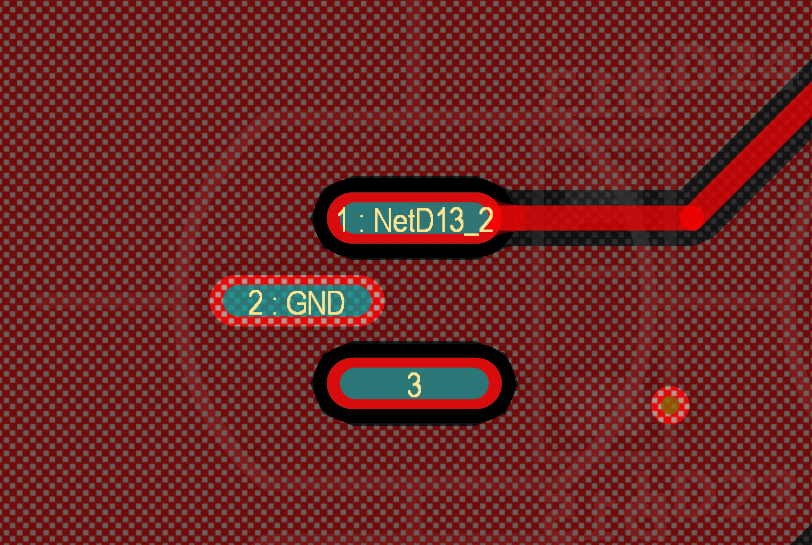 1 : NetD13_2
2 : GND
3